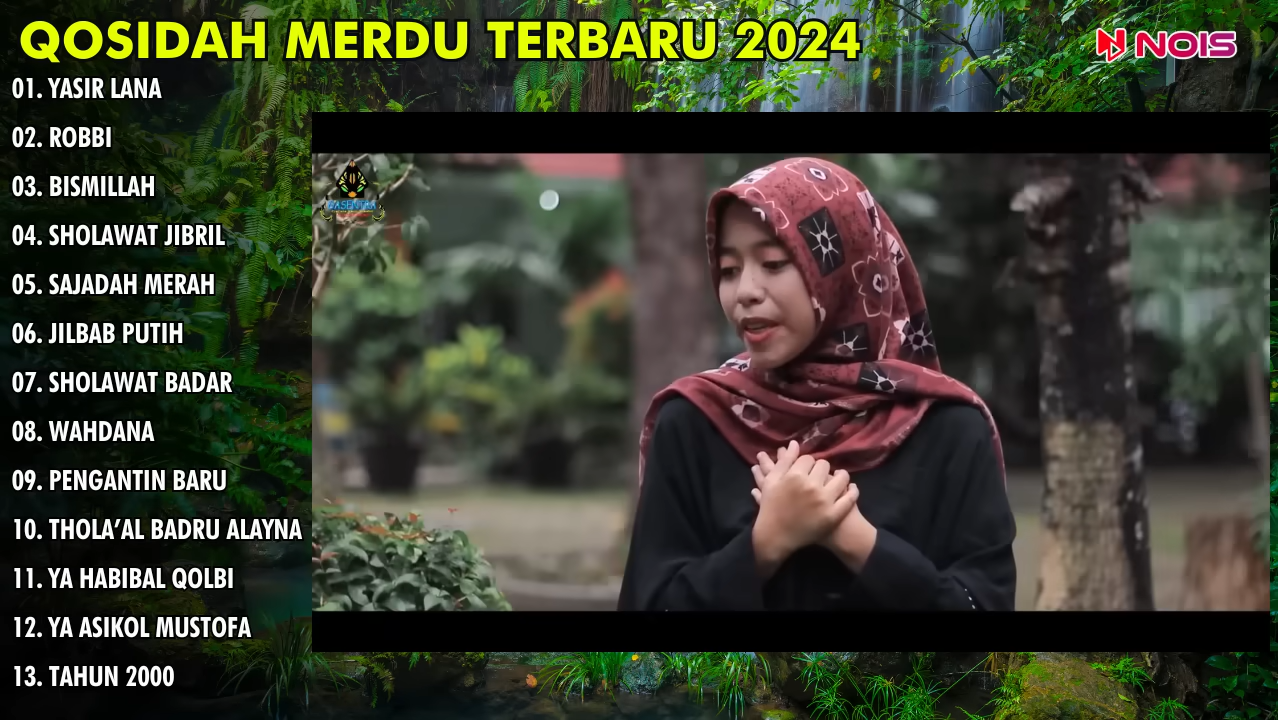 QOSIDAH MERDU TERBARU 2024
NOIS
01. YASIR LANA
02. ROBBI
03. BISMILLAH
04. SHOLAWAT JIBRIL
05. SAJADAH MERAH
06. JILBAB PUTIH
07. SHOLAWAT BADAR
08. WAHDANA
09. PENGANTIN BARU
10. THOLA’AL BADRU ALAYNA
11. YA HABIBAL QOLBI
12. YA ASIKOL MUSTOFA
13. TAHUN 2000